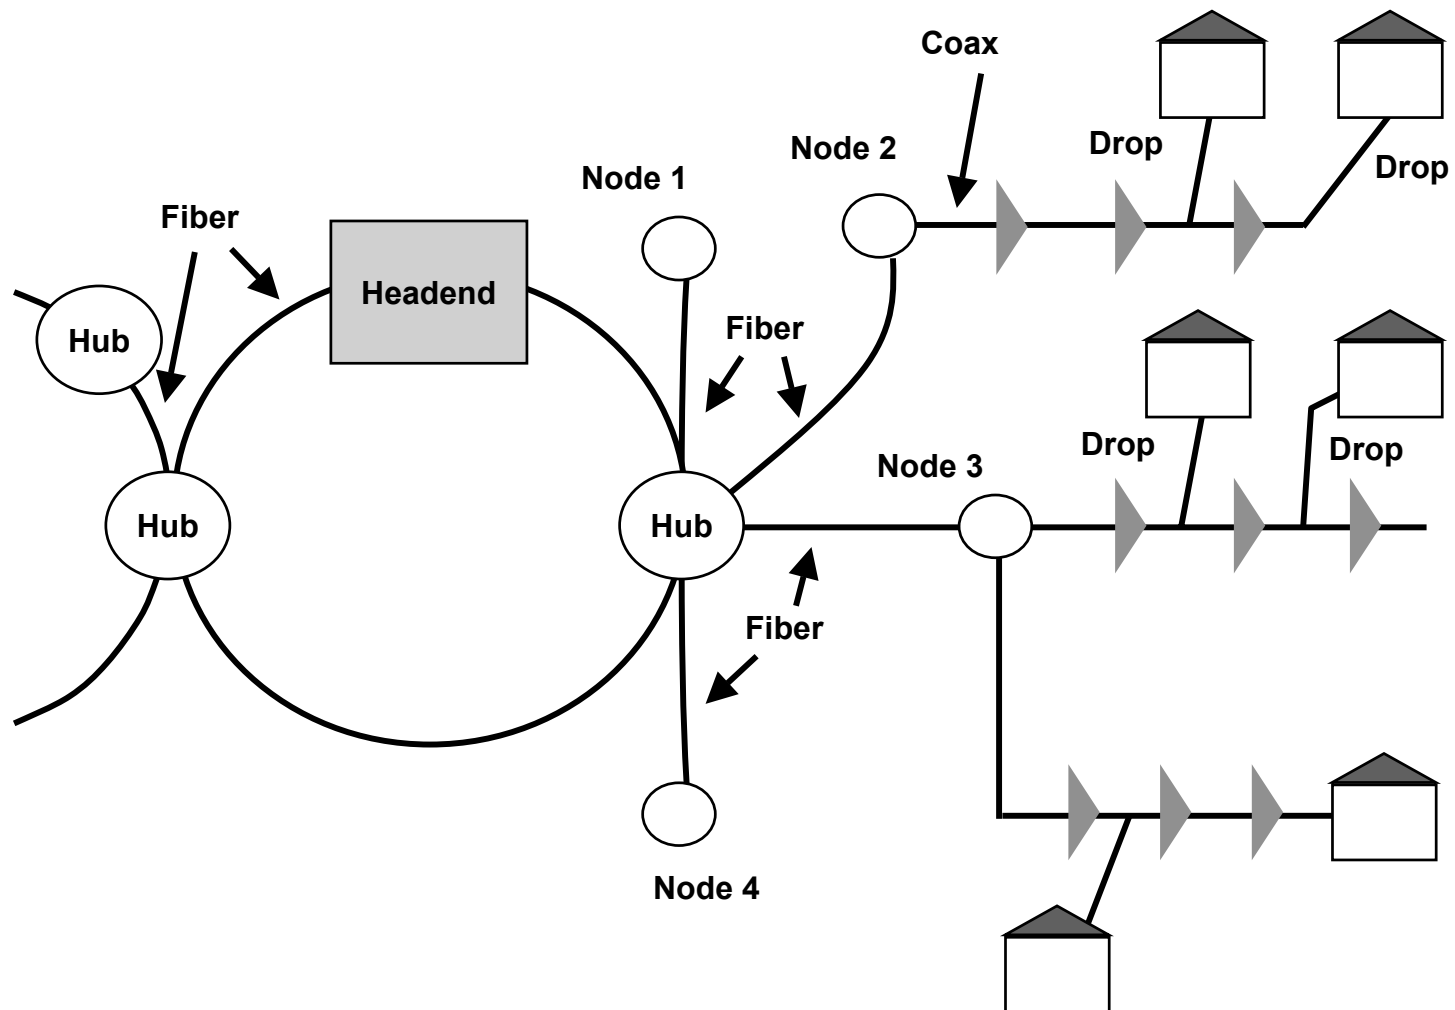 Coax
Node 2
Drop
Drop
Node 1
Fiber
Headend
Hub
Fiber
Drop
Drop
Node 3
Hub
Hub
Fiber
Node 4